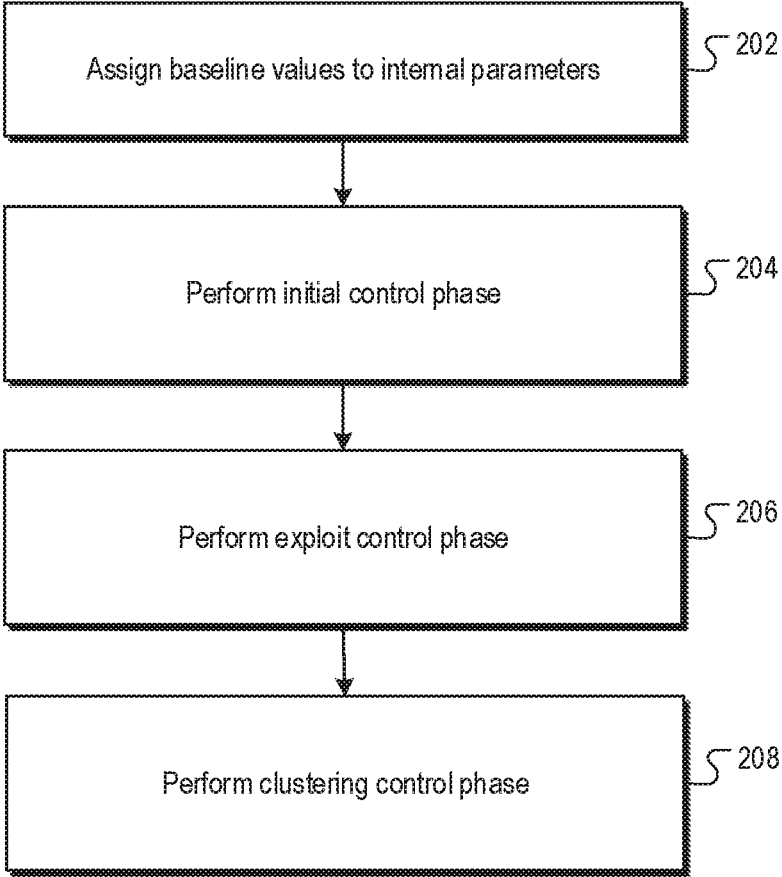 Assign baseline values to internal parameters
202
Perform initial control phase
204
Perform exploit control phase
206
Perform clustering control phase
208